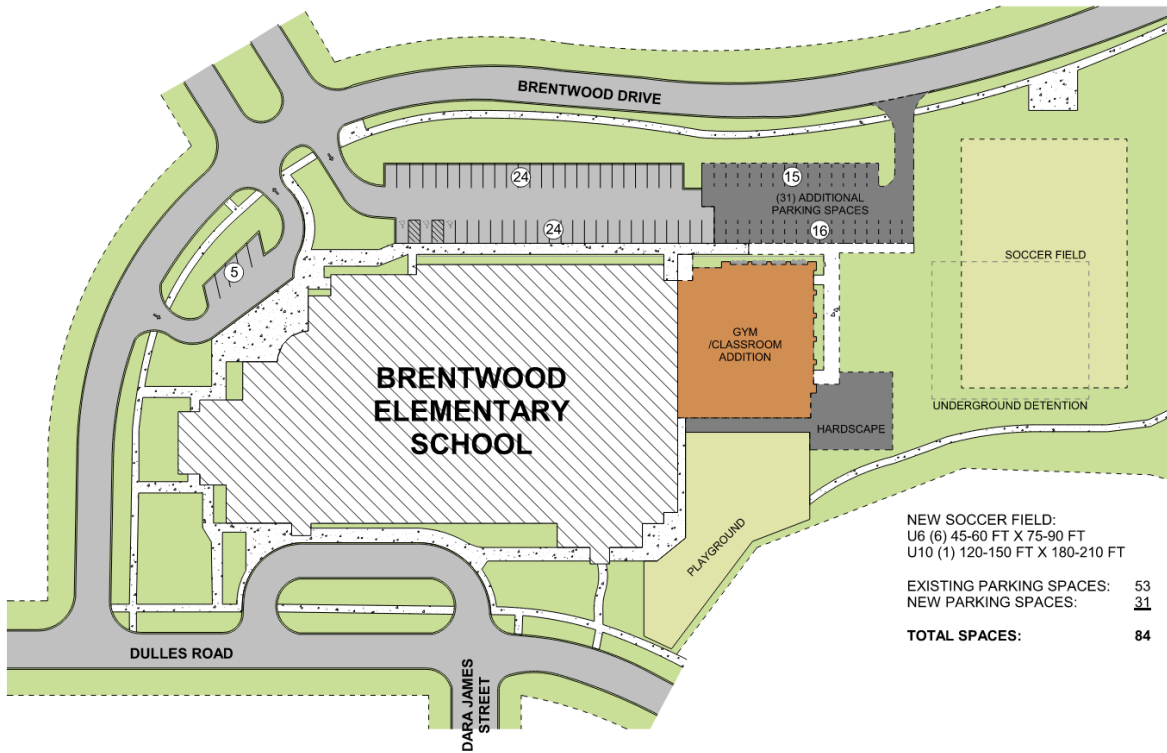 BRENTWOOD DRIVE
24
15
(31) ADDITIONAL
PARKING SPACES
24
16
5
SOCCER FIELD
GYM
/CLASSROOM
ADDITION
BRENTWOOD
ELEMENTARY
SCHOOL
UNDERGROUND DETENTION
HARDSCAPE
PLAYGROUND
NEW SOCCER FIELD:
U6 (6) 45-60 FT X 75-90 FT
U10 (1) 120-150 FT X 180-210 FT
EXISTING PARKING SPACES: 53
NEW PARKING SPACES: 31
TOTAL SPACES: 84
DULLES ROAD
DARA JAMES
STREET